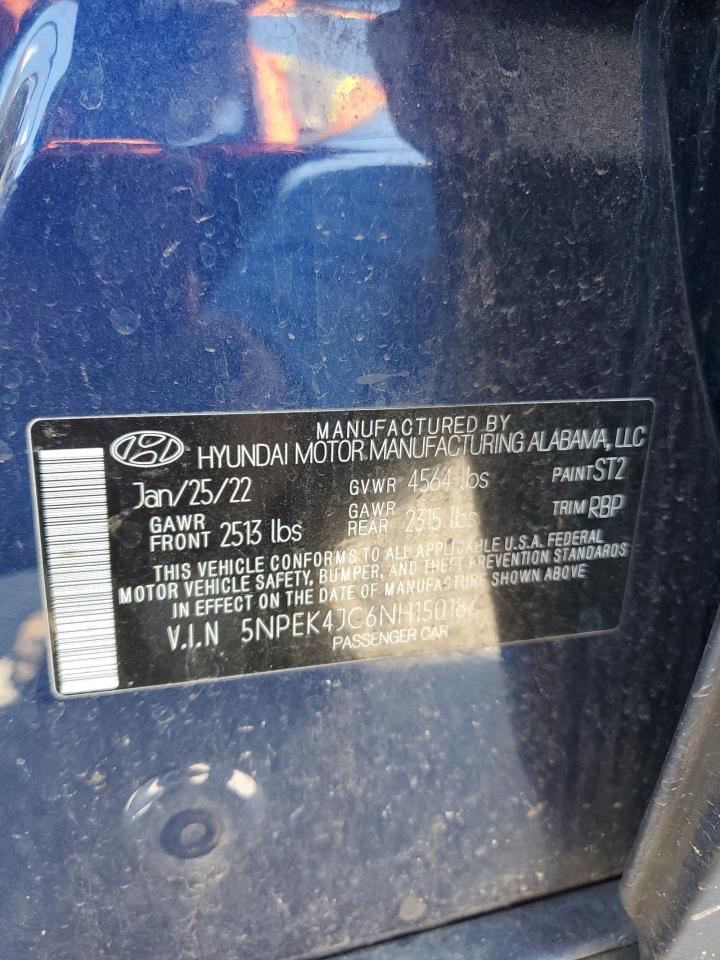 MANUFACTURED BY
HYUNDAI MOTOR MANUFACTURING ALABAMA, LLC
Jan/25/22 GVWR 4564 lbs PAINT ST2
GAWR FRONT 2513 lbs GAWR REAR 2315 lbs TRIM RBP
THIS VEHICLE CONFORMS TO ALL APPLICABLE U.S.A. FEDERAL
MOTOR VEHICLE SAFETY, BUMPER, AND THEFT PREVENTION STANDARDS
IN EFFECT ON THE DATE OF MANUFACTURE SHOWN ABOVE
V.I.N 5NPEK4JC6NH150186
PASSENGER CAR